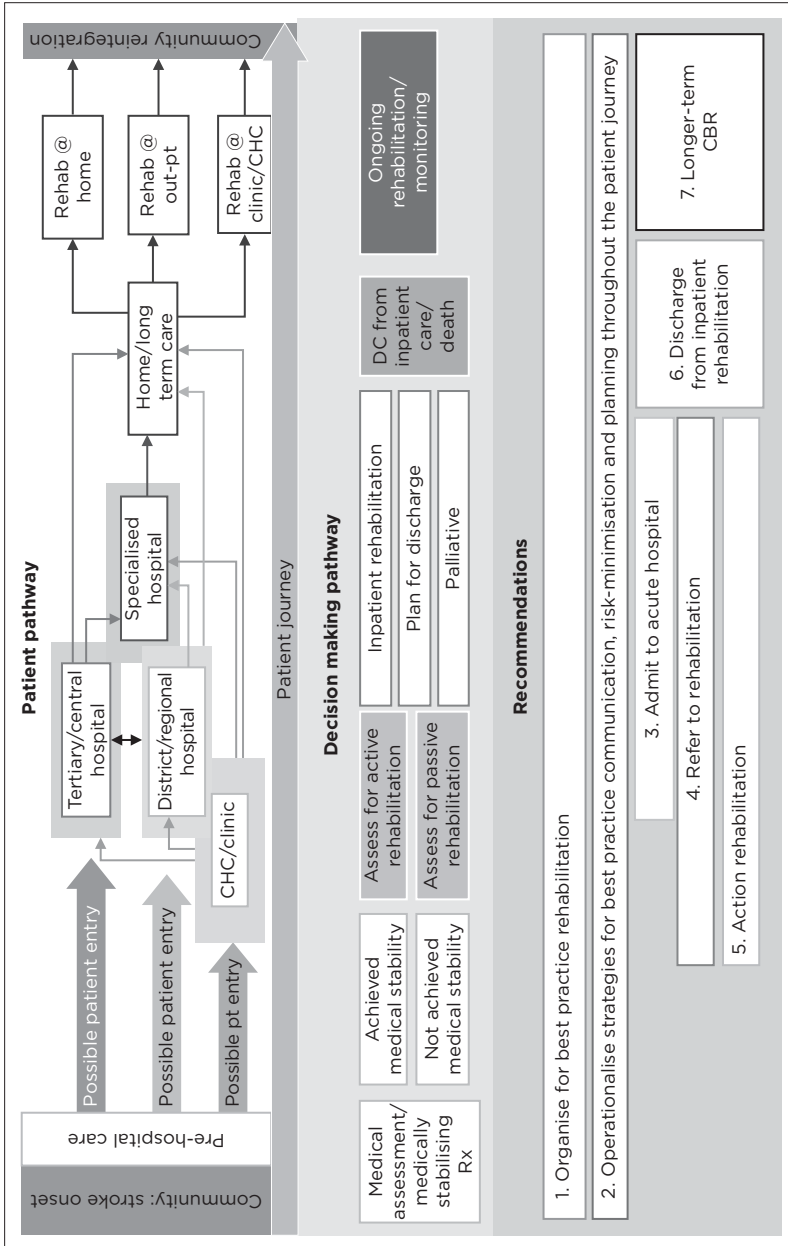 Patient pathway
Community: stroke onset
Pre-hospital care
Possible patient entry
Possible patient entry
Possible pt entry
Tertiary/central
hospital
District/regional
hospital
CHC/clinic
Specialised
hospital
Home/long
term care
Rehab @
home
Rehab @
out-pt
Rehab @
clinic/CHC
Community reintegration
Patient journey
Decision making pathway
Medical
assessment/
medically
stabilising
Rx
Achieved
medical stability
Not achieved
medical stability
Assess for active
rehabilitation
Assess for passive
rehabilitation
Inpatient rehabilitation
Plan for discharge
Palliative
DC from
inpatient
care/
death
Ongoing
rehabilitation/
monitoring
Recommendations
1. Organise for best practice rehabilitation
2. Operationalise strategies for best practice communication, risk-minimisation and planning throughout the patient journey
3. Admit to acute hospital
4. Refer to rehabilitation
5. Action rehabilitation
6. Discharge
from inpatient
rehabilitation
7. Longer-term
CBR